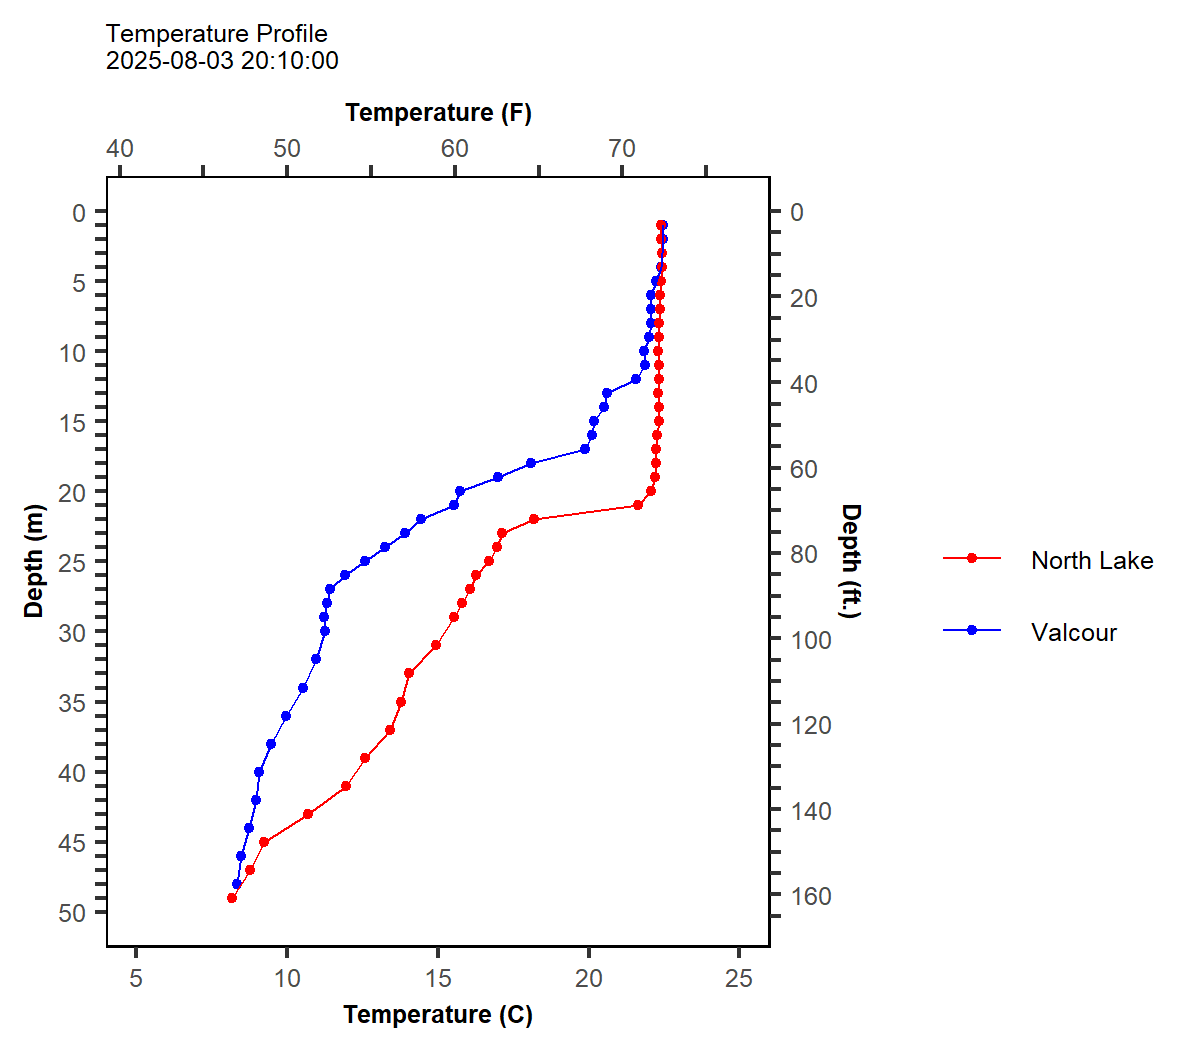 Temperature Profile
2025-08-03 20:10:00
Temperature (F)
40 50 60 70
0
5
10
15
20
25
30
35
40
45
50
Depth (m)
0
20
40
60
80
100
120
140
160
Depth (ft.)
North Lake
Valcour
5 10 15 20 25
Temperature (C)